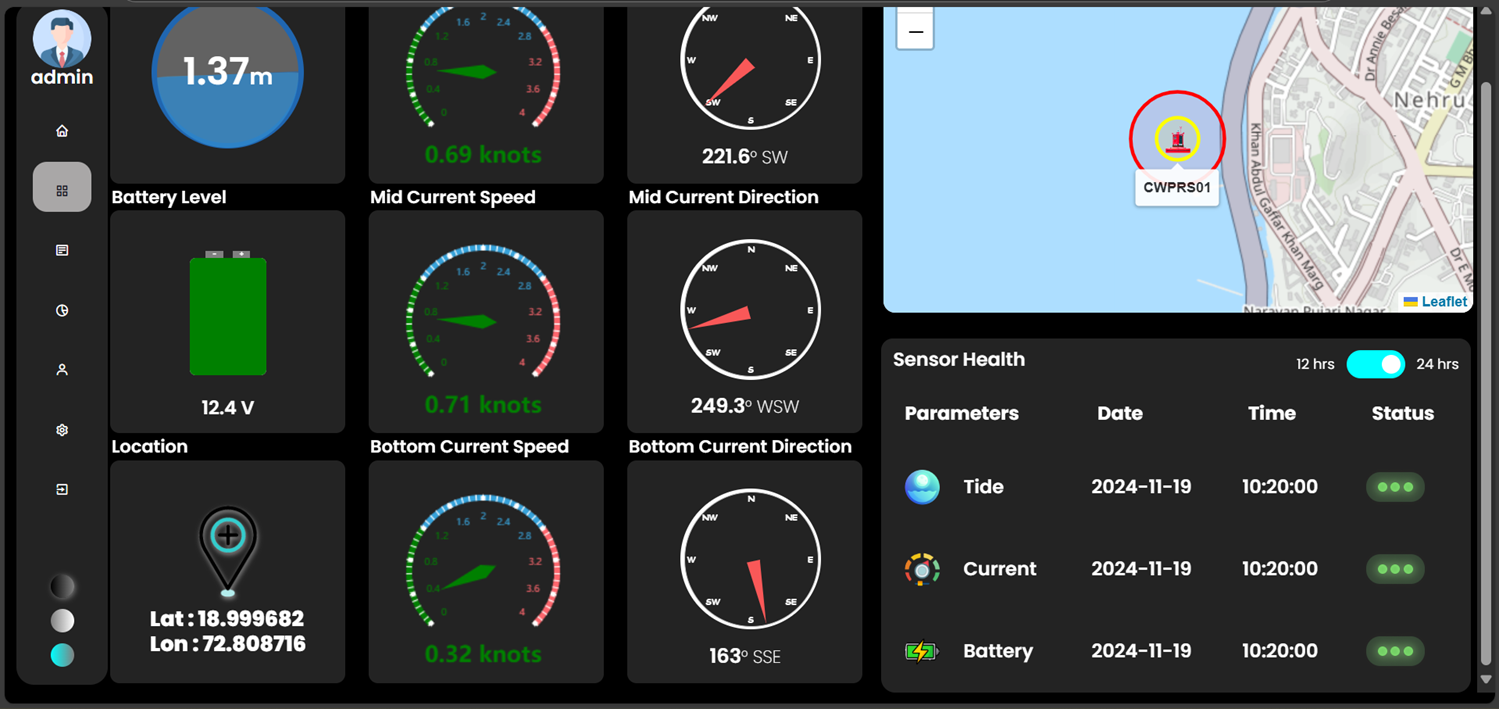 admin
1.37m
0 0.4 0.8 1.2 1.6 2 2.4 2.8 3.2 3.6 4
0.69 knots
NW NE W E SW SE S
221.6° SW
Battery Level
- +
12.4 V
Mid Current Speed
0 0.4 0.8 1.2 1.6 2 2.4 2.8 3.2 3.6 4
0.71 knots
Mid Current Direction
N NW NE W E SW SE S
249.3° WSW
Location
Lat : 18.999682
Lon : 72.808716
Bottom Current Speed
0 0.4 0.8 1.2 1.6 2 2.4 2.8 3.2 3.6 4
0.32 knots
Bottom Current Direction
N NW NE W E SW SE S
163° SSE
−
CWPRS01
Khan Abdul Gaffar Khan Marg
Dr Annie Bes
G M B
Nehru
Dr E M
Narayan Pujari Nagar
Leaflet
Sensor Health
12 hrs 24 hrs
Parameters Date Time Status
Tide 2024-11-19 10:20:00
Current 2024-11-19 10:20:00
Battery 2024-11-19 10:20:00